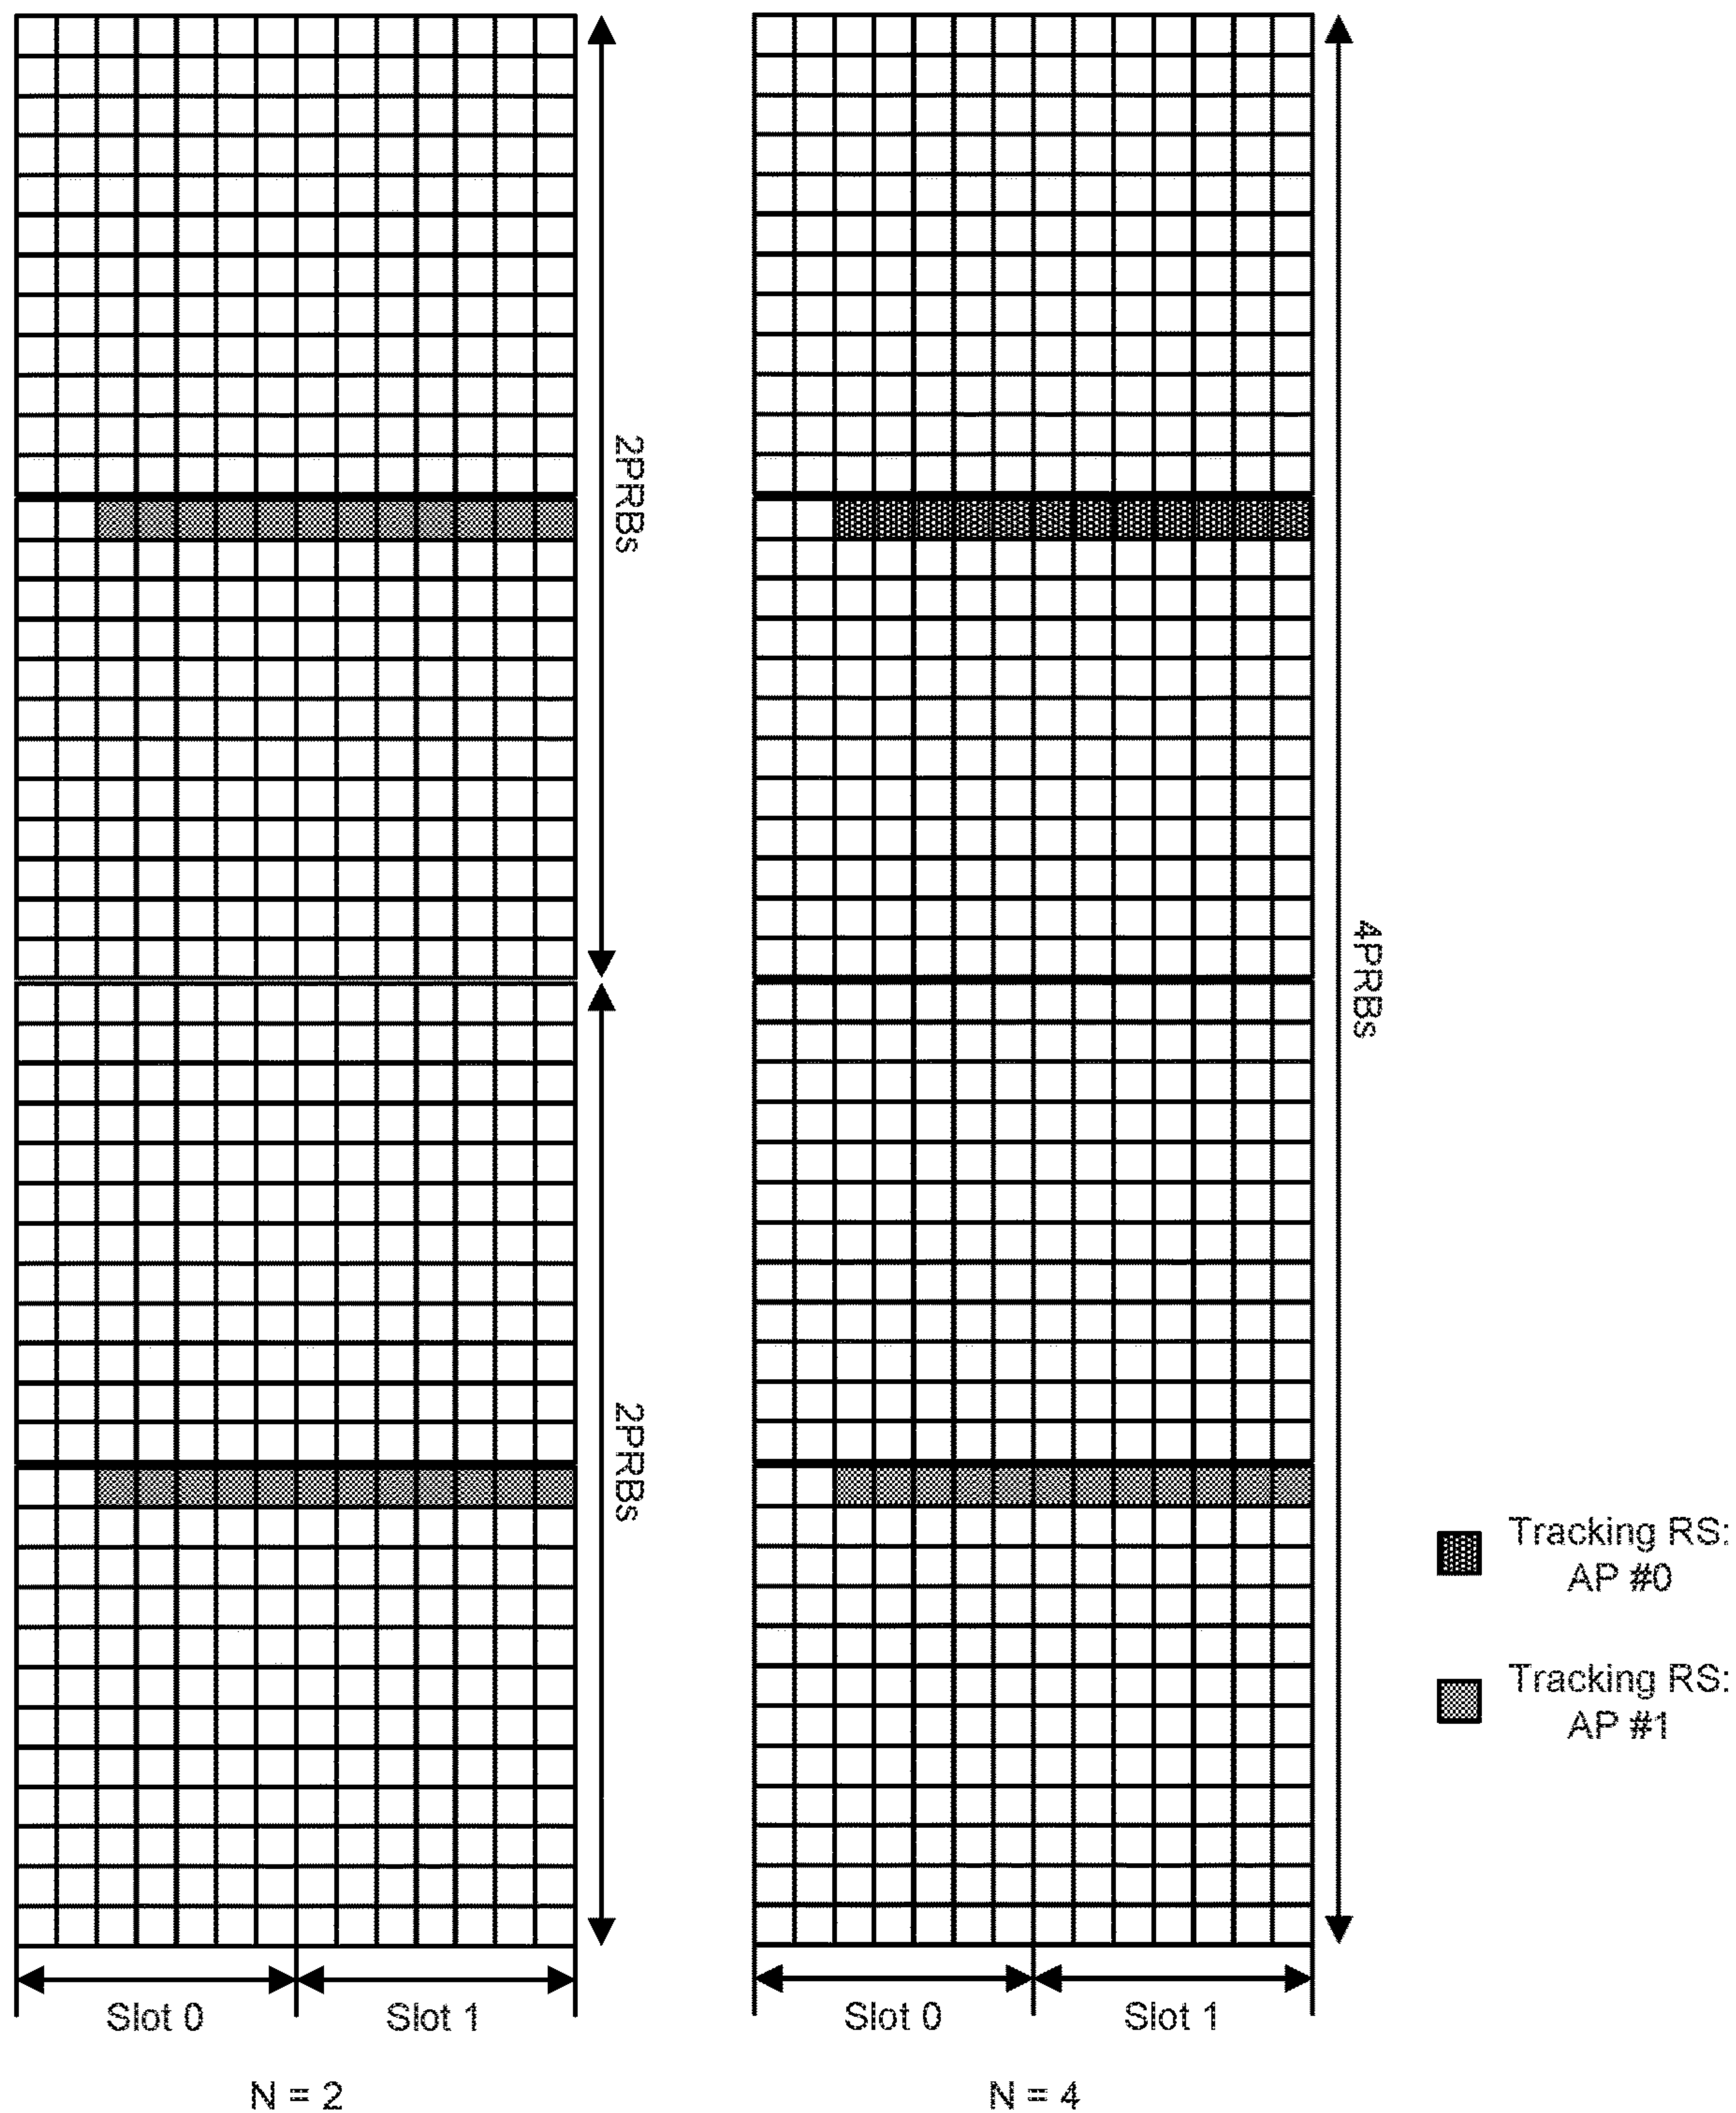 2PRBs
2PRBs
4PRBs
Slot 0
Slot 1
N = 2
Slot 0
Slot 1
N = 4
Tracking RS:
AP #0
Tracking RS:
AP #1